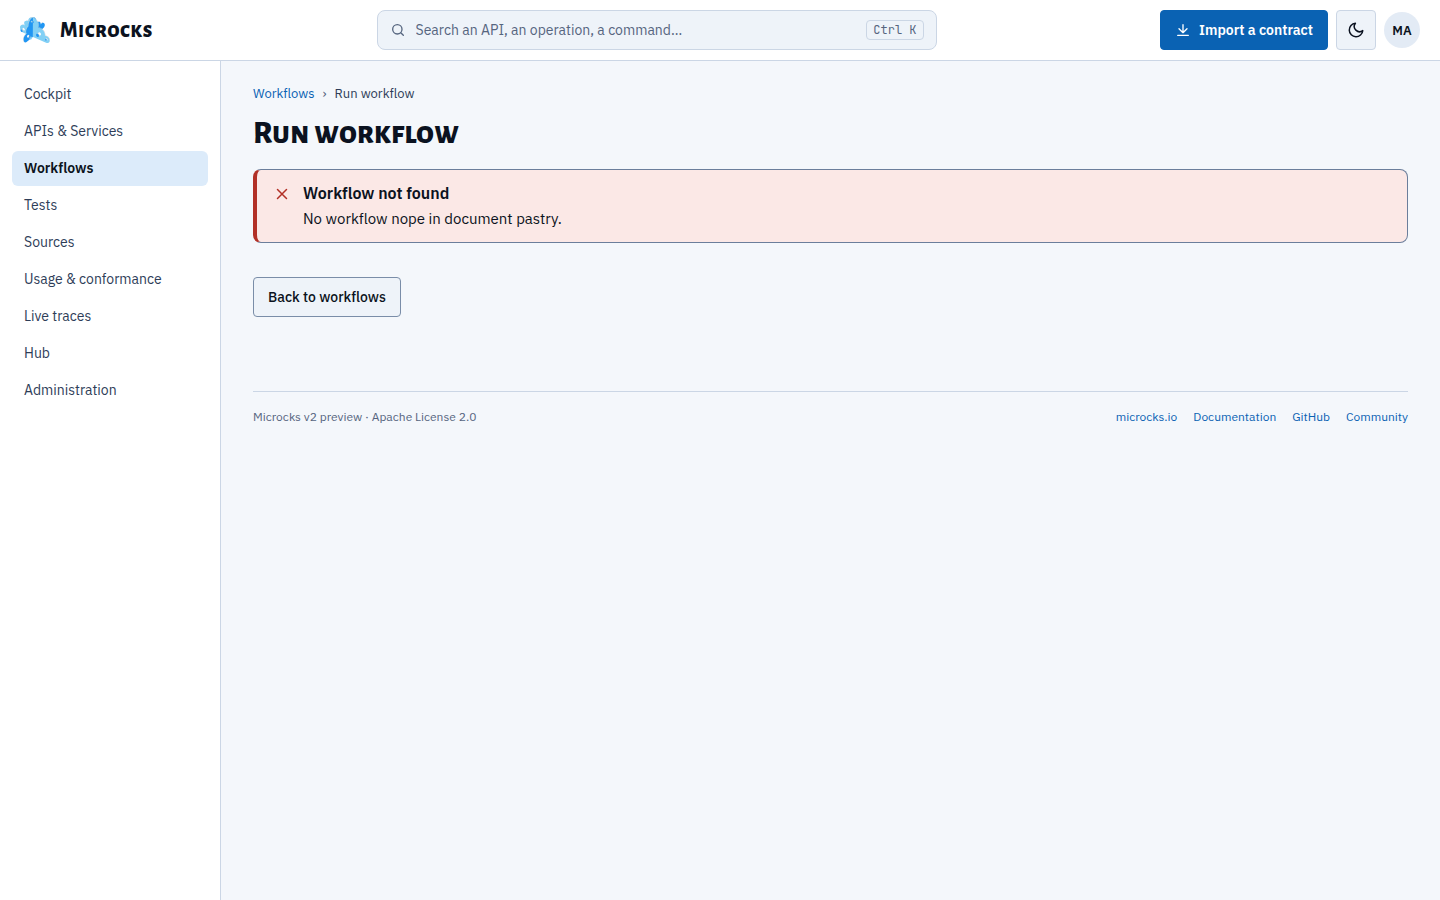 Microcks
Search an API, an operation, a command...
Ctrl K
Import a contract
MA
Cockpit
APIs & Services
Workflows
Tests
Sources
Usage & conformance
Live traces
Hub
Administration
Workflows › Run workflow
Run workflow
Workflow not found
No workflow nope in document pastry.
Back to workflows
Microcks v2 preview · Apache License 2.0
microcks.io
Documentation
GitHub
Community